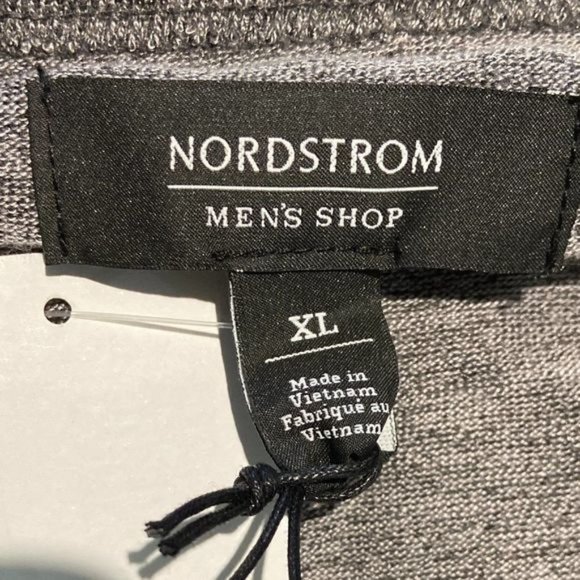 NORDSTROM
MEN'S SHOP
XL
Made in
Vietnam
Fabriqué au
Vietnam